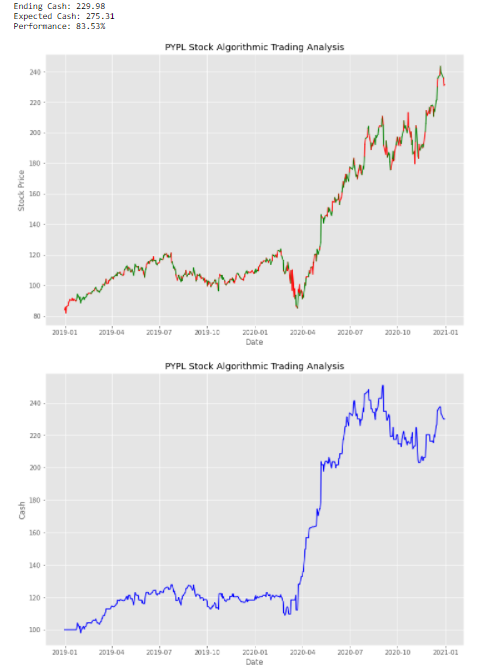 Ending Cash: 229.98
Expected Cash: 275.31
Performance: 83.53%
PYPL Stock Algorithmic Trading Analysis
240
220
200
180
160
140
120
100
80
Stock Price
2019-01 2019-04 2019-07 2019-10 2020-01 2020-04 2020-07 2020-10 2021-01
Date
PYPL Stock Algorithmic Trading Analysis
240
220
200
180
160
140
120
100
Cash
2019-01 2019-04 2019-07 2019-10 2020-01 2020-04 2020-07 2020-10 2021-01
Date